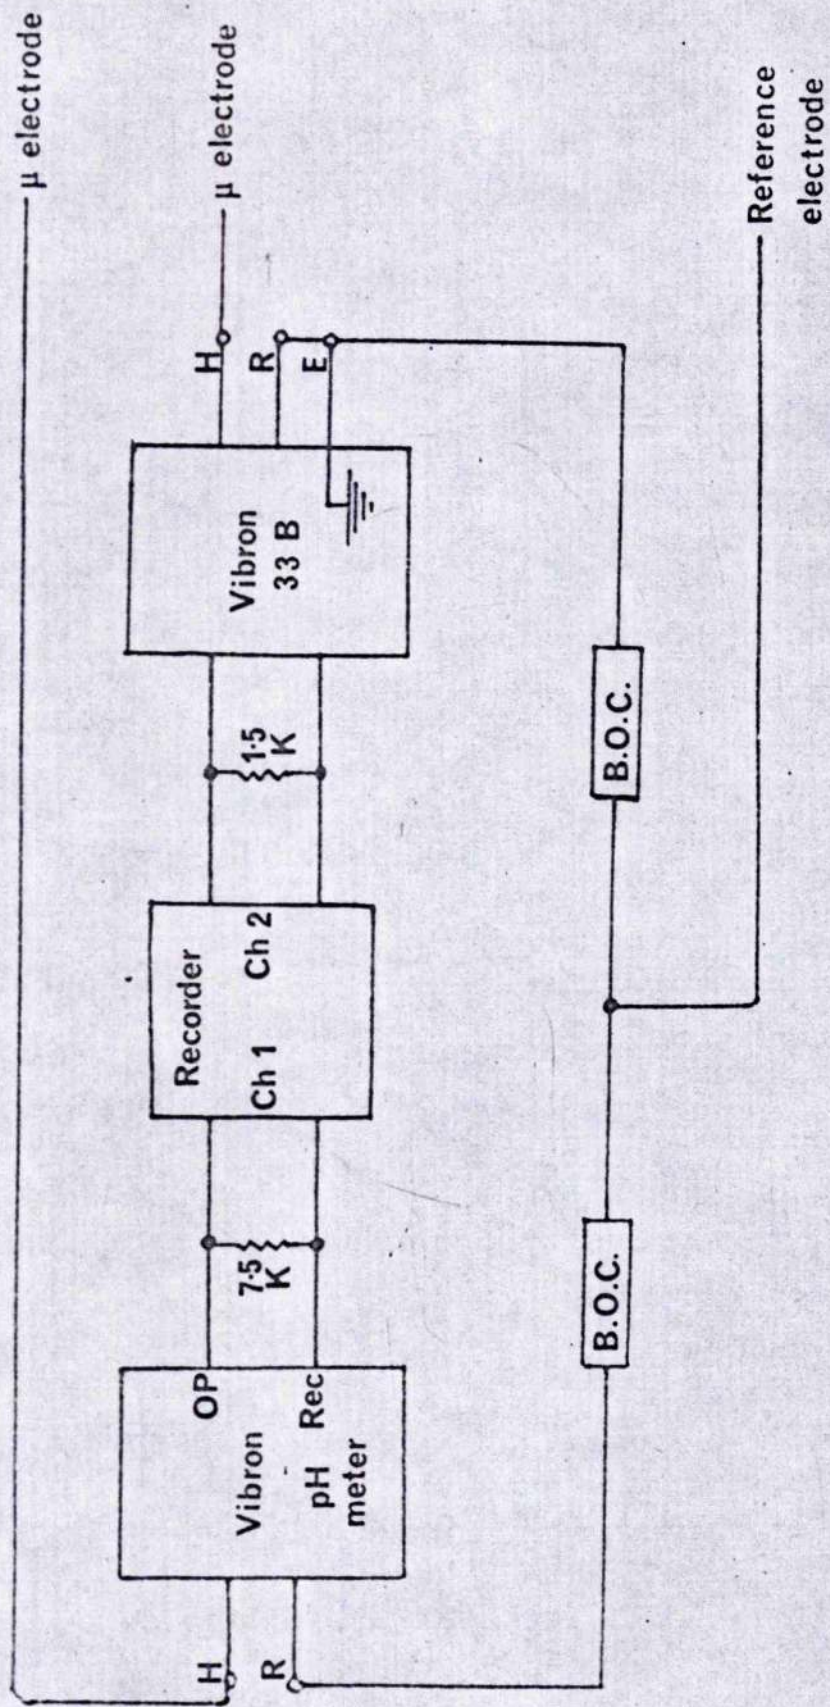 μ electrode
μ electrode
H
R
E
Vibron
33 B
1·5
K
Recorder
Ch 1 Ch 2
7·5
K
OP
Rec
Vibron
pH
meter
H
R
B.O.C.
B.O.C.
Reference
electrode